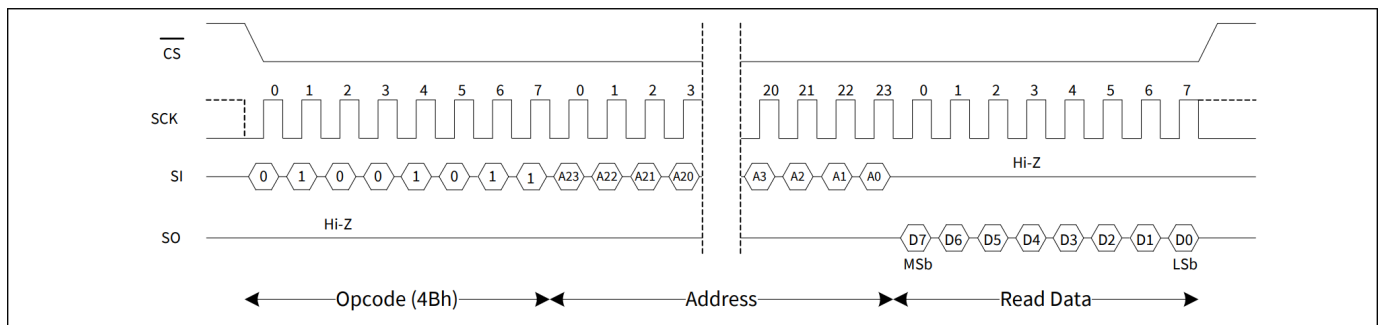 CS
0 1 2 3 4 5 6 7 0 1 2 3 20 21 22 23 0 1 2 3 4 5 6 7
SCK
Hi-Z
SI 0 1 0 0 1 0 1 1 A23 A22 A21 A20 A3 A2 A1 A0
Hi-Z
SO D7 D6 D5 D4 D3 D2 D1 D0
MSb LSb
Opcode (4Bh) Address Read Data